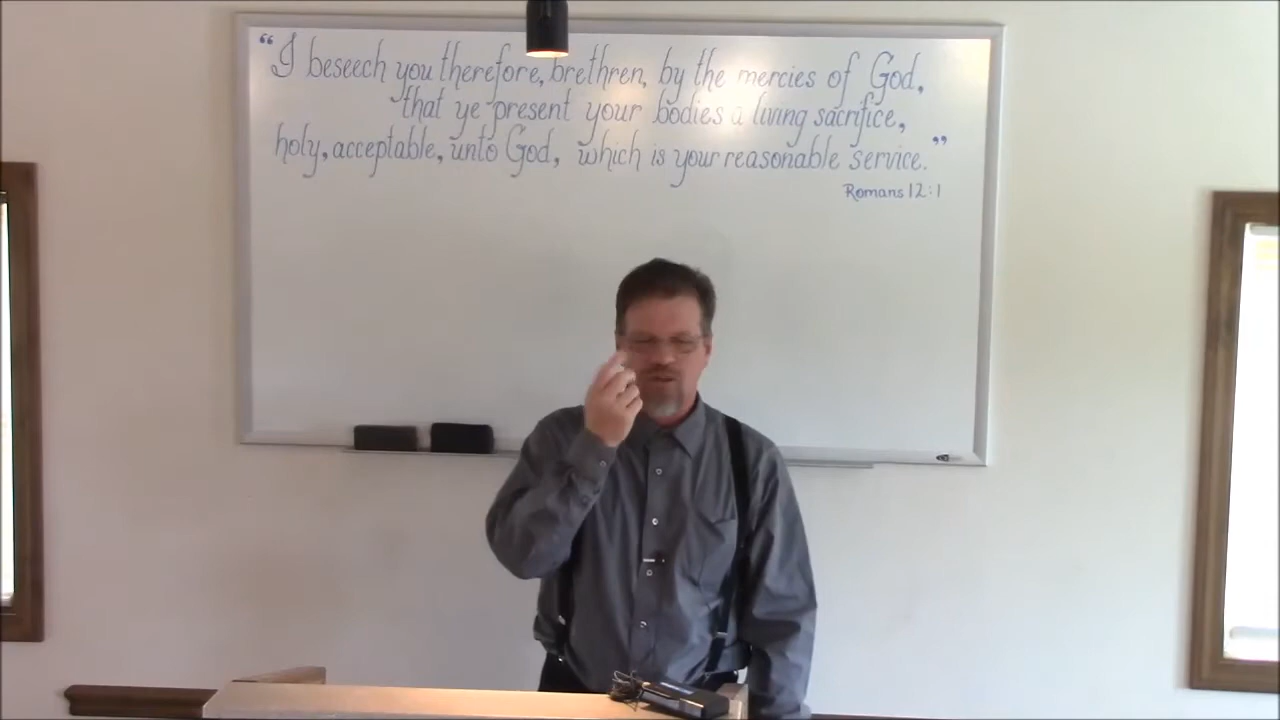 “I beseech you therefore, brethren, by the mercies of God,
that ye present your bodies a living sacrifice,
holy, acceptable, unto God, which is your reasonable service.”
Romans 12:1